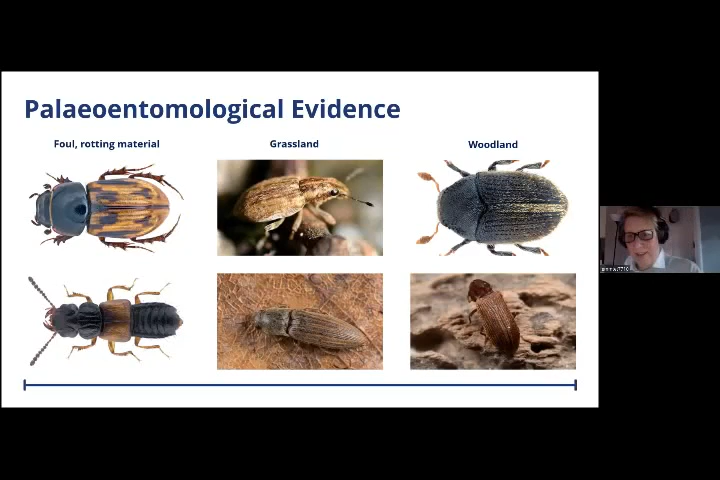 Palaeoentomological Evidence
Foul, rotting material
Grassland
Woodland